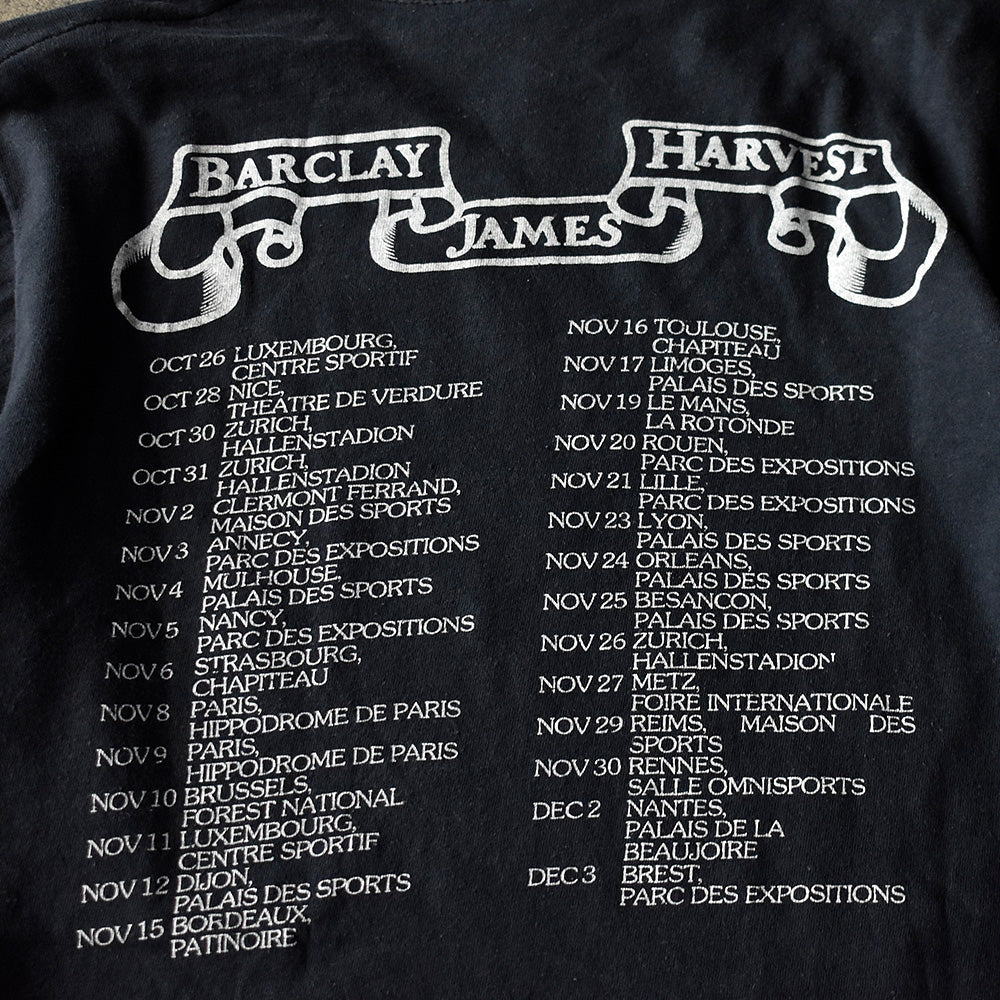 BARCLAY
JAMES
HARVEST
OCT 26 LUXEMBOURG,
CENTRE SPORTIF
OCT 28 NICE,
THEATRE DE VERDURE
OCT 30 ZURICH,
HALLENSTADION
OCT 31 ZURICH,
HALLENSTADION
NOV 2 CLERMONT FERRAND,
MAISON DES SPORTS
NOV 3 ANNECY,
PARC DES EXPOSITIONS
NOV 4 MULHOUSE,
PALAIS DES SPORTS
NOV 5 NANCY,
PARC DES EXPOSITIONS
NOV 6 STRASBOURG,
CHAPITEAU
NOV 8 PARIS,
HIPPODROME DE PARIS
NOV 9 PARIS,
HIPPODROME DE PARIS
NOV 10 BRUSSELS,
FOREST NATIONAL
NOV 11 LUXEMBOURG,
CENTRE SPORTIF
NOV 12 DIJON,
PALAIS DES SPORTS
NOV 15 BORDEAUX,
PATINOIRE
NOV 16 TOULOUSE,
CHAPITEAU
NOV 17 LIMOGES,
PALAIS DES SPORTS
NOV 19 LE MANS,
LA ROTONDE
NOV 20 ROUEN,
PARC DES EXPOSITIONS
NOV 21 LILLE,
PARC DES EXPOSITIONS
NOV 23 LYON,
PALAIS DES SPORTS
NOV 24 ORLEANS,
PALAIS DES SPORTS
NOV 25 BESANCON,
PALAIS DES SPORTS
NOV 26 ZURICH,
HALLENSTADION
NOV 27 METZ,
FOIRE INTERNATIONALE
NOV 29 REIMS, MAISON DES
SPORTS
NOV 30 RENNES,
SALLE OMNISPORTS
DEC 2 NANTES,
PALAIS DE LA
BEAUJOIRE
DEC 3 BREST,
PARC DES EXPOSITIONS